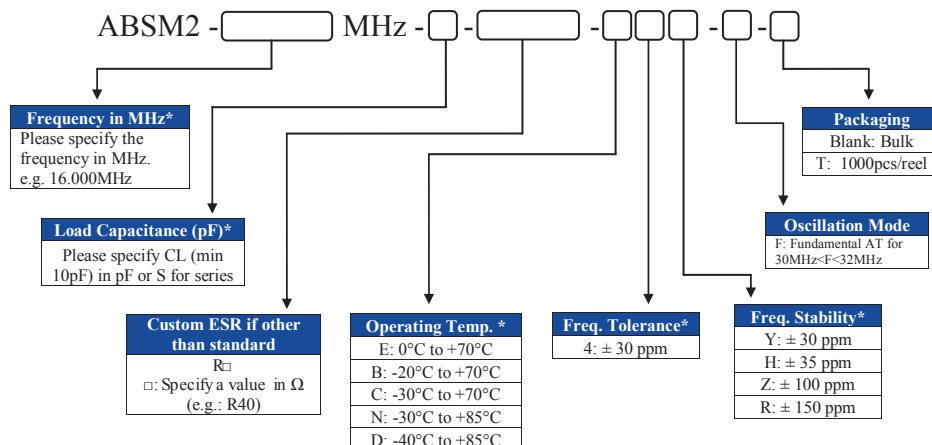 ABSM2 - MHz - - - - -
Frequency in MHz*
Please specify the
frequency in MHz.
e.g. 16.000MHz
Load Capacitance (pF)*
Please specify CL (min
10pF) in pF or S for series
Custom ESR if other
than standard
R□
□: Specify a value in Ω
(e.g.: R40)
Operating Temp. *
E: 0°C to +70°C
B: -20°C to +70°C
C: -30°C to +70°C
N: -30°C to +85°C
D: -40°C to +85°C
Freq. Tolerance*
4: ± 30 ppm
Freq. Stability*
Y: ± 30 ppm
H: ± 35 ppm
Z: ± 100 ppm
R: ± 150 ppm
Oscillation Mode
F: Fundamental AT for
30MHz<F<32MHz
Packaging
Blank: Bulk
T: 1000pcs/reel